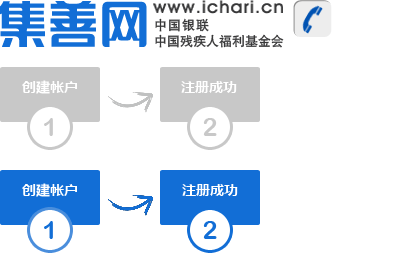 集善网
www.ichari.cn
中国银联
中国残疾人福利基金会
创建帐户
注册成功
1
2
创建帐户
注册成功
1
2